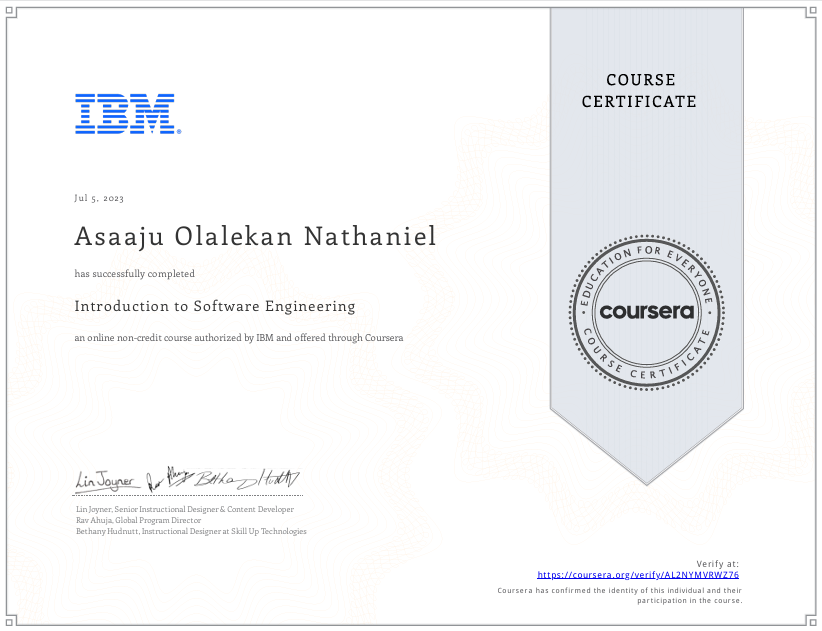 COURSE
CERTIFICATE
IBM®
Jul 5, 2023
Asaaju Olalekan Nathaniel
has successfully completed
Introduction to Software Engineering
an online non-credit course authorized by IBM and offered through Coursera
EDUCATION FOR EVERYONE
coursera
COURSE CERTIFICATE
Lin Joyner
Lin Joyner, Senior Instructional Designer & Content Developer
Rav Ahuja, Global Program Director
Bethany Hudnutt, Instructional Designer at Skill Up Technologies
Verify at:
https://coursera.org/verify/AL2NYMVRWZ76
Coursera has confirmed the identity of this individual and their
participation in the course.